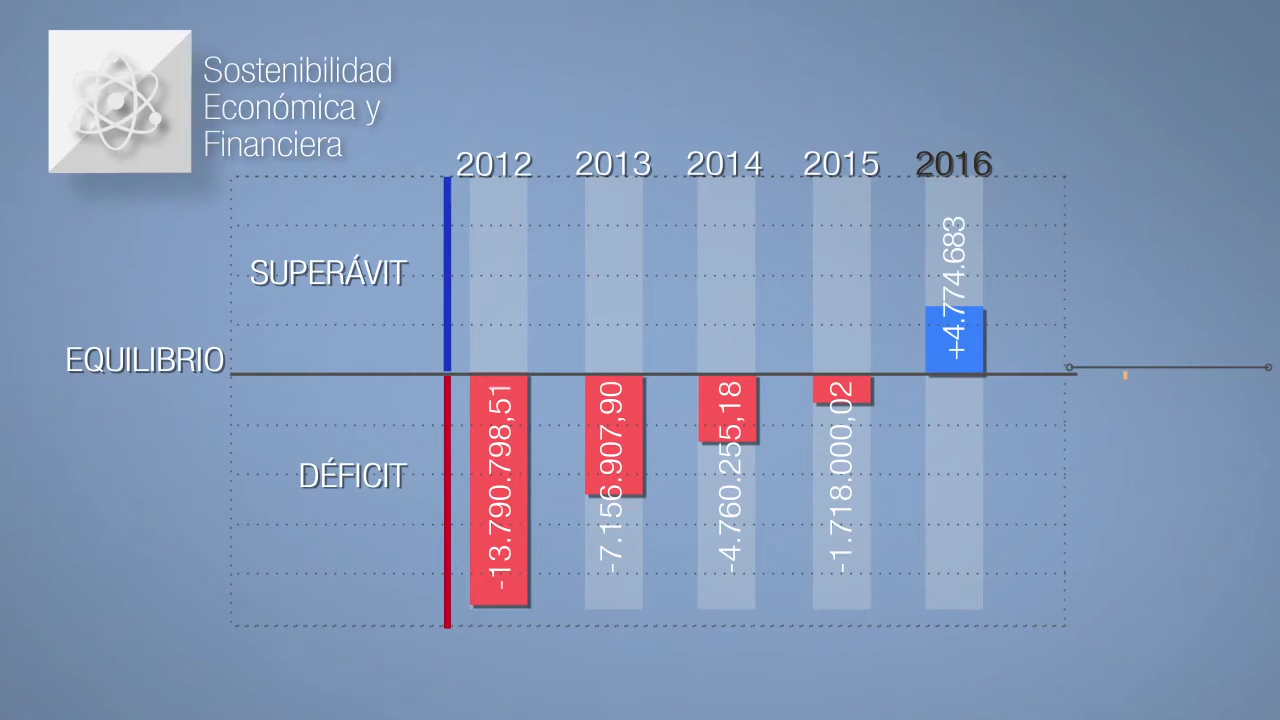 Sostenibilidad
Económica y
Financiera
2012 2013 2014 2015 2016
SUPERÁVIT
EQUILIBRIO
DÉFICIT
-13.790.798,51
-7.156.907,90
-4.760.255,18
-1.718.000,02
+4.774.683